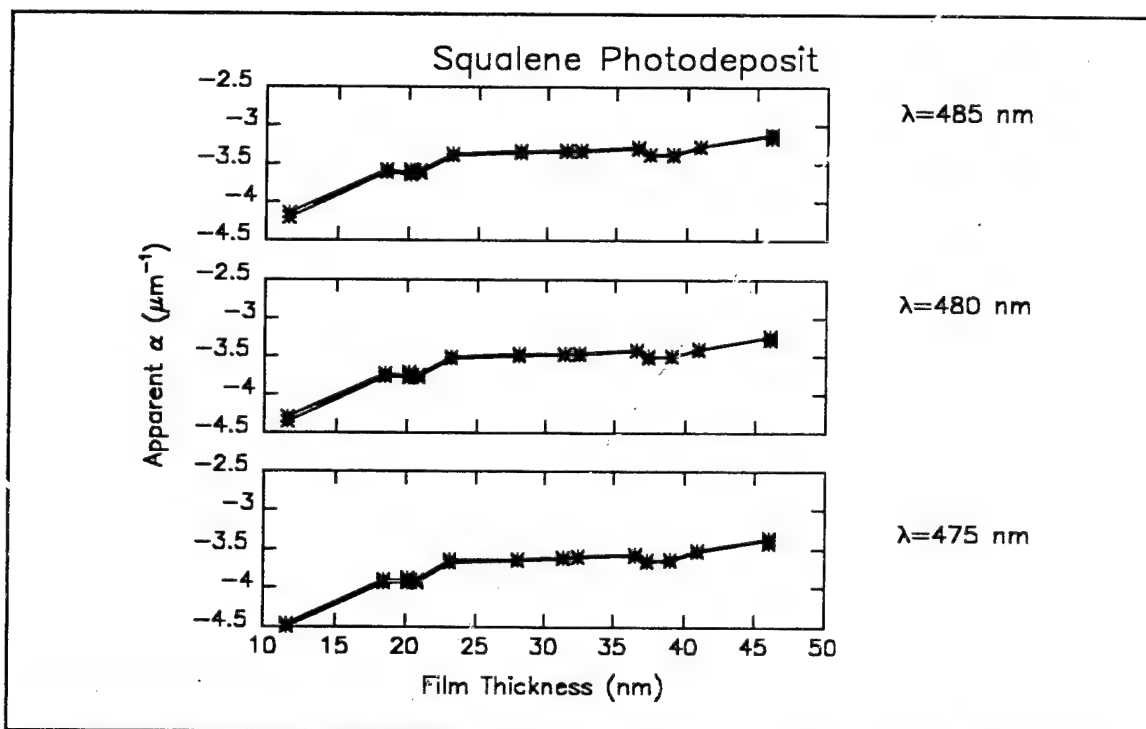 Squalene Photodeposit
−2.5
−3
−3.5
−4
−4.5
λ=485 nm
−2.5
−3
−3.5
−4
−4.5
λ=480 nm
−2.5
−3
−3.5
−4
−4.5
λ=475 nm
Apparent α (μm⁻¹)
10 15 20 25 30 35 40 45 50
Film Thickness (nm)